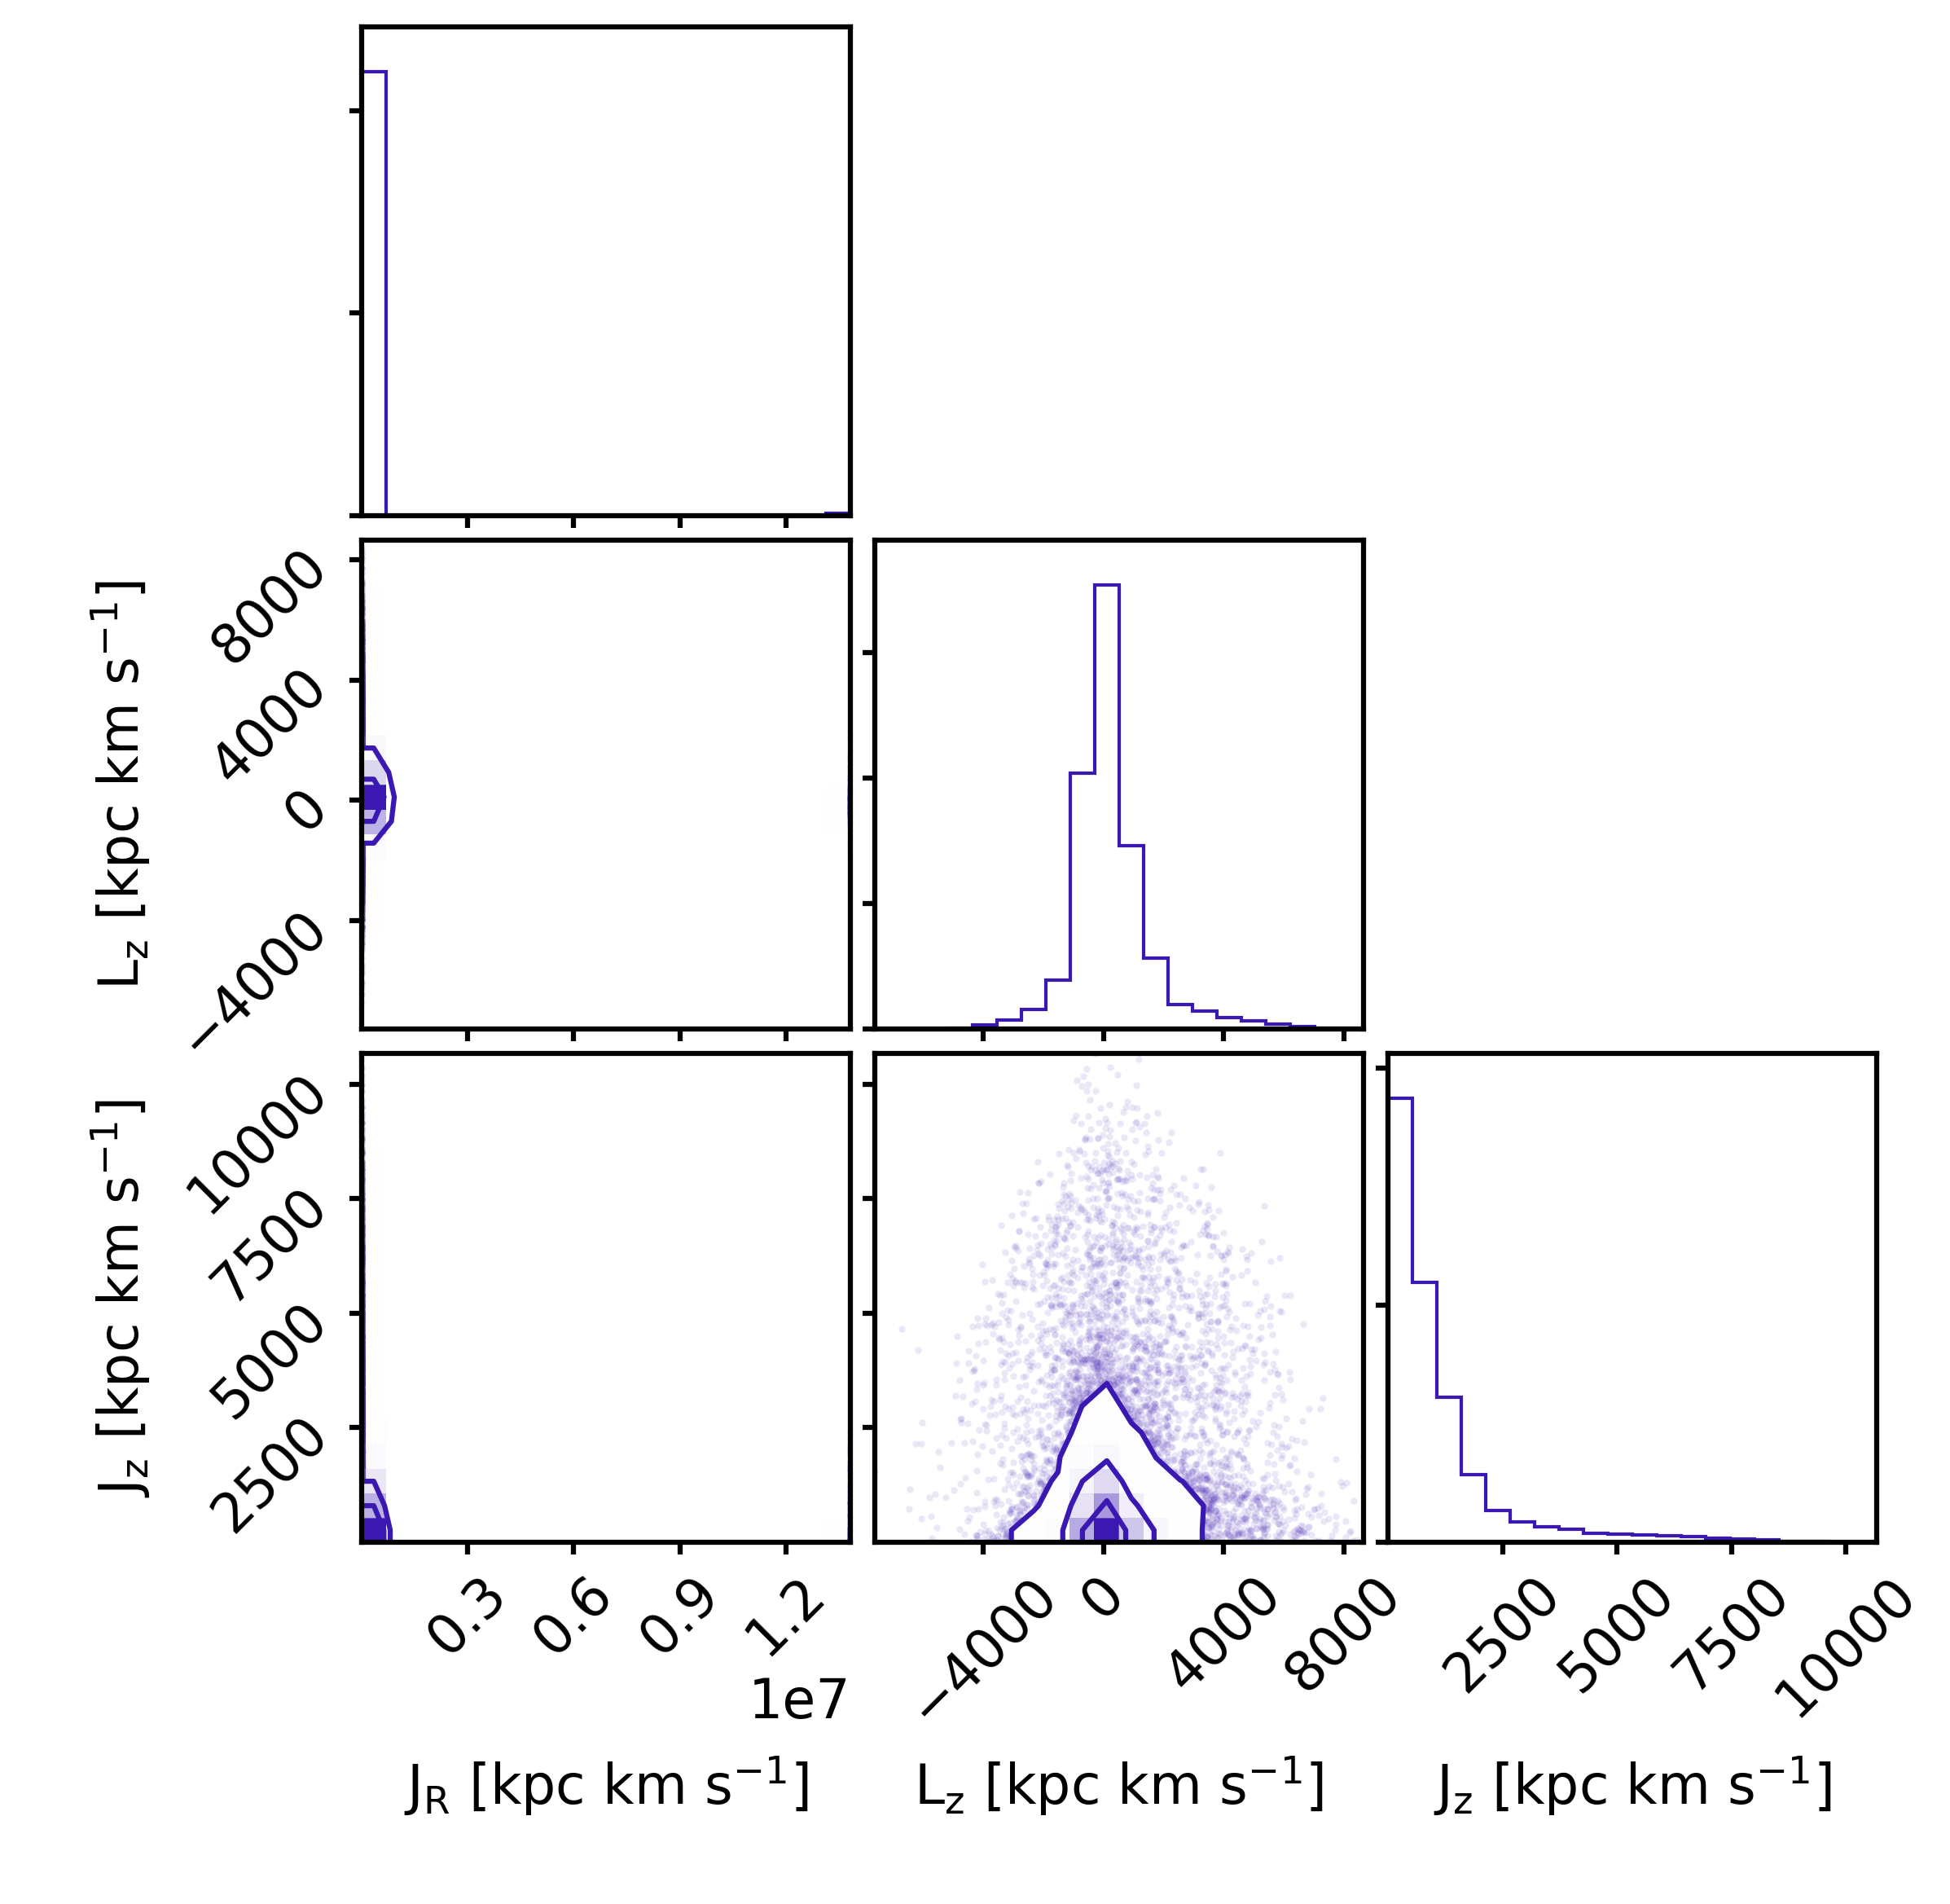 8000
4000
0
−4000
L_z [kpc km s⁻¹]
10000
7500
5000
2500
J_z [kpc km s⁻¹]
0.3 0.6 0.9 1.2
1e7
−4000 0 4000 8000
2500 5000 7500 10000
J_R [kpc km s⁻¹]
L_z [kpc km s⁻¹]
J_z [kpc km s⁻¹]